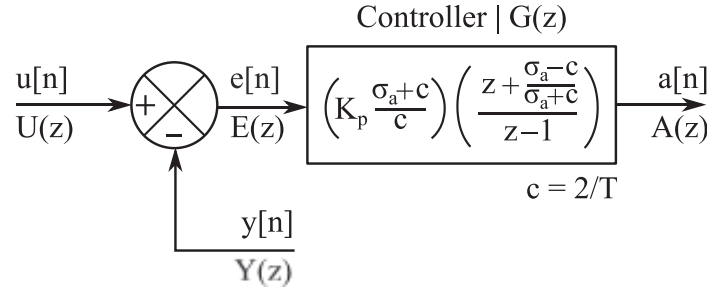 Controller | G(z)
u[n]
U(z)
+
−
e[n]
E(z)
(K_p (σ_a+c)/c) ((z + (σ_a−c)/(σ_a+c))/(z−1))
a[n]
A(z)
c = 2/T
y[n]
Y(z)